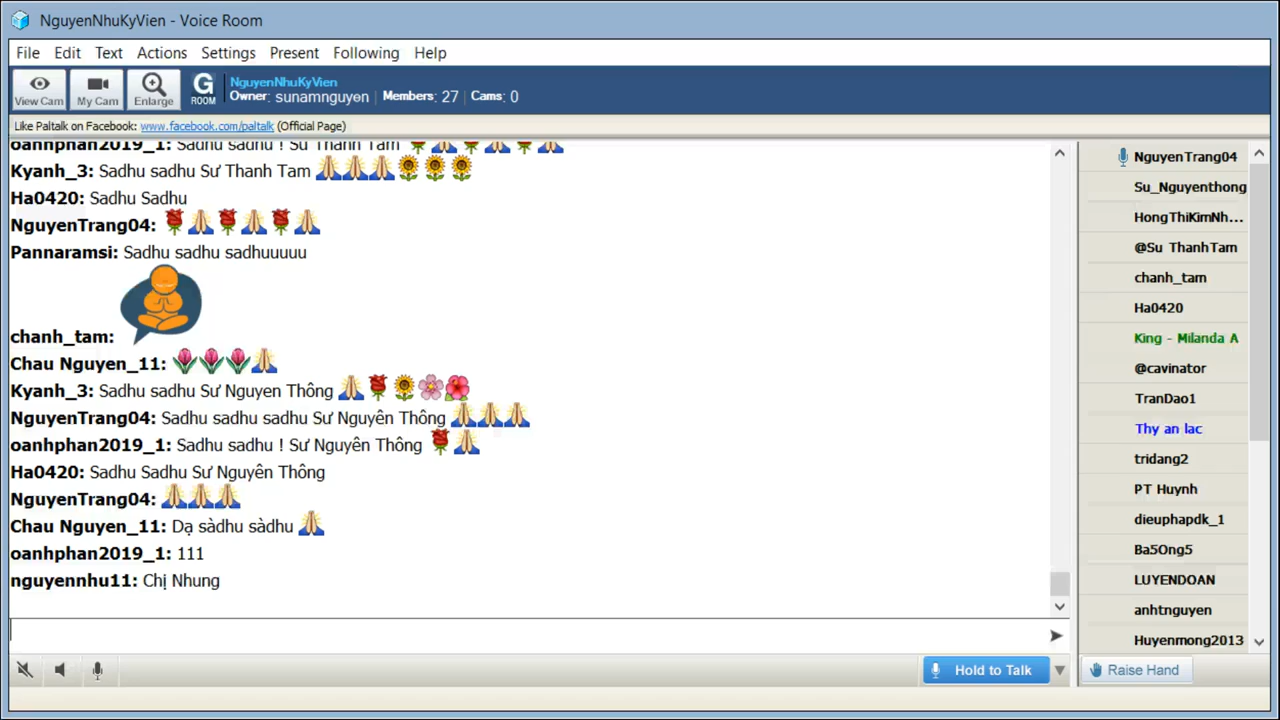 NguyenNhuKyVien - Voice Room
File Edit Text Actions Settings Present Following Help
View Cam My Cam Enlarge G ROOM
NguyenNhuKyVien
Owner: sunamnguyen | Members: 27 | Cams: 0
Like Paltalk on Facebook: www.facebook.com/paltalk (Official Page)
oanhphan2019_1: Sadhu sadhu ! Sư Thanh Tam
Kyanh_3: Sadhu sadhu Sư Thanh Tam
Ha0420: Sadhu Sadhu
NguyenTrang04:
Pannaramsi: Sadhu sadhu sadhuuuuu
chanh_tam:
Chau Nguyen_11:
Kyanh_3: Sadhu sadhu Sư Nguyen Thông
NguyenTrang04: Sadhu sadhu sadhu Sư Nguyên Thông
oanhphan2019_1: Sadhu sadhu ! Sư Nguyên Thông
Ha0420: Sadhu Sadhu Sư Nguyên Thông
NguyenTrang04:
Chau Nguyen_11: Dạ sàdhu sàdhu
oanhphan2019_1: 111
nguyennhu11: Chị Nhung
NguyenTrang04
Su_Nguyenthong
HongThiKimNh...
@Su ThanhTam
chanh_tam
Ha0420
King - Milanda A
@cavinator
TranDao1
Thy an lac
tridang2
PT Huynh
dieuphapdk_1
Ba5Ong5
LUYENDOAN
anhtnguyen
Huyenmong2013
Hold to Talk
Raise Hand